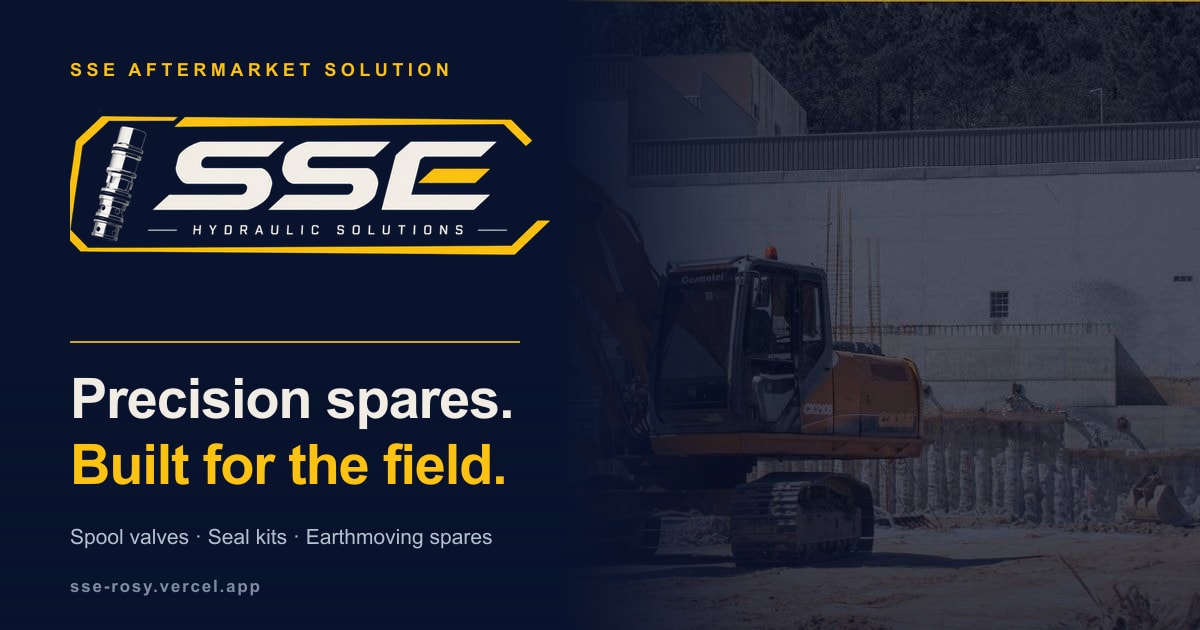 SSE AFTERMARKET SOLUTION
SSE
HYDRAULIC SOLUTIONS
Precision spares.
Built for the field.
Spool valves · Seal kits · Earthmoving spares
sse-rosy.vercel.app
CX210B
CASE